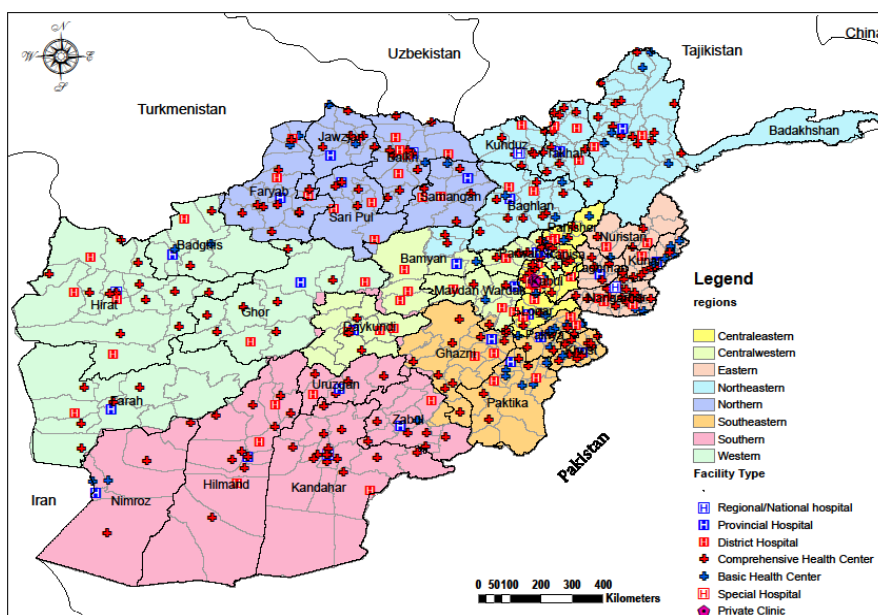 N
W E
S
China
Uzbekistan
Tajikistan
Turkmenistan
Badakhshan
Jawzjan
Kunduz
Balkh
Takhar
Faryab
Samangan
Sari Pul
Baghlan
Panjsher
Nuristan
Badghis
Bamyan
Kunar
Laghman
Kabul
Maydan Wardak
Hirat
Ghor
Nangarhar
Logar
Daykundi
Ghazni
Khost
Uruzgan
Paktika
Farah
Zabul
Pakistan
Iran
Nimroz
Hilmand
Kandahar
Legend
regions
Centraleastern
Centralwestern
Eastern
Northeastern
Northern
Southeastern
Southern
Western
Facility Type
H Regional/National hospital
H Provincial Hospital
H District Hospital
Comprehensive Health Center
Basic Health Center
H Special Hospital
Private Clinic
0 50100 200 300 400
Kilometers